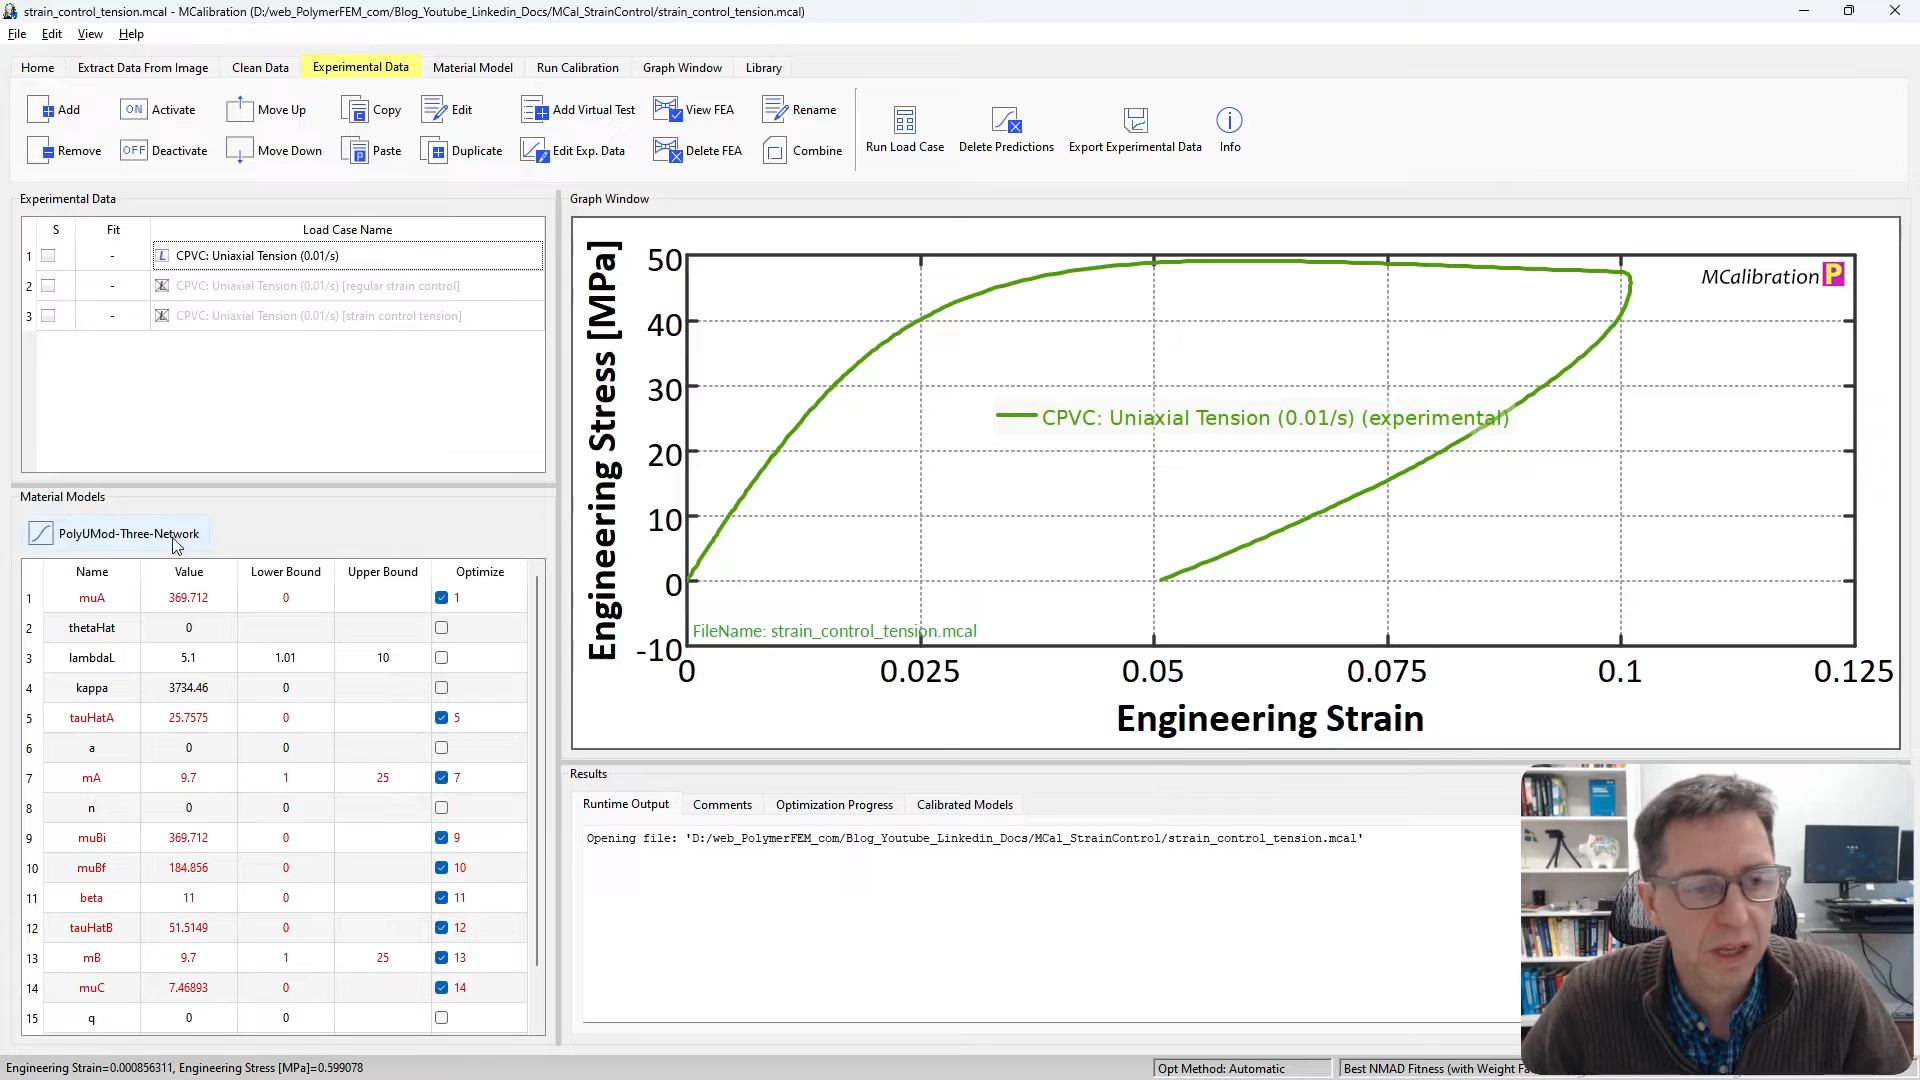 strain_control_tension.mcal - MCalibration (D:/web_PolymerFEM_com/Blog_Youtube_Linkedin_Docs/MCal_StrainControl/strain_control_tension.mcal)
File Edit View Help
Home Extract Data From Image Clean Data Experimental Data Material Model Run Calibration Graph Window Library
Add ON Activate Move Up Copy Edit Add Virtual Test View FEA Rename
Remove OFF Deactivate Move Down Paste Duplicate Edit Exp. Data Delete FEA Combine
Run Load Case Delete Predictions Export Experimental Data Info
Experimental Data
S Fit Load Case Name
1 - L CPVC: Uniaxial Tension (0.01/s)
2 - CPVC: Uniaxial Tension (0.01/s) [regular strain control]
3 - CPVC: Uniaxial Tension (0.01/s) [strain control tension]
Material Models
PolyUMod-Three-Network
Name Value Lower Bound Upper Bound Optimize
1 muA 369.712 0 1
2 thetaHat 0
3 lambdaL 5.1 1.01 10
4 kappa 3734.46 0
5 tauHatA 25.7575 0 5
6 a 0 0
7 mA 9.7 1 25 7
8 n 0 0
9 muBi 369.712 0 9
10 muBf 184.856 0 10
11 beta 11 0 11
12 tauHatB 51.5149 0 12
13 mB 9.7 1 25 13
14 muC 7.46893 0 14
15 q 0 0
Graph Window
Engineering Stress [MPa]
50
40
30
20
10
0
-10
MCalibration P
CPVC: Uniaxial Tension (0.01/s) (experimental)
FileName: strain_control_tension.mcal
0 0.025 0.05 0.075 0.1 0.125
Engineering Strain
Results
Runtime Output Comments Optimization Progress Calibrated Models
Opening file: 'D:/web_PolymerFEM_com/Blog_Youtube_Linkedin_Docs/MCal_StrainControl/strain_control_tension.mcal'
Engineering Strain=0.000856311, Engineering Stress [MPa]=0.599078
Opt Method: Automatic
Best NMAD Fitness (with Weight